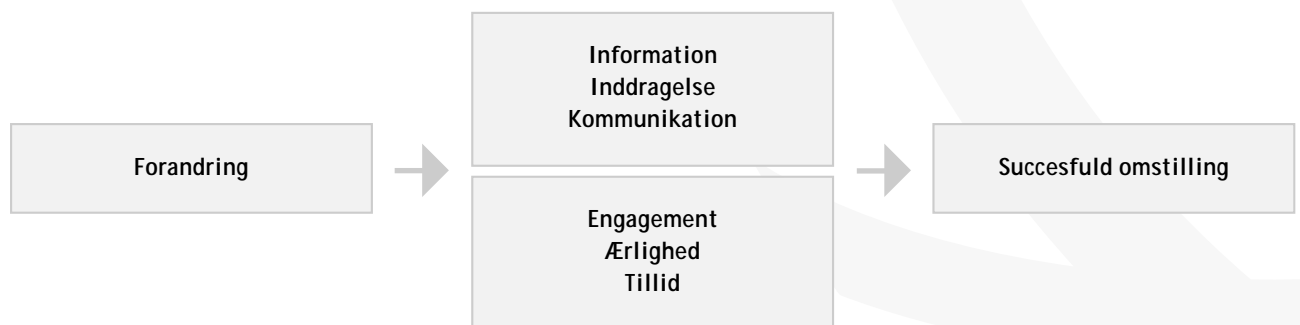 Forandring
Information
Inddragelse
Kommunikation
Engagement
Ærlighed
Tillid
Succesfuld omstilling